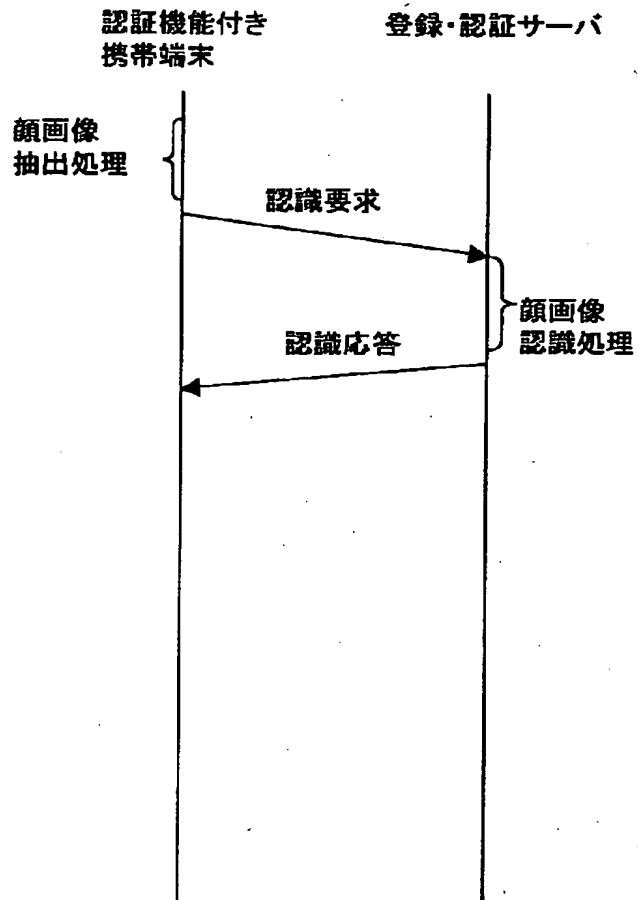 認証機能付き
携帯端末
登録・認証サーバ
顔画像
抽出処理
認識要求
顔画像
認識処理
認識応答